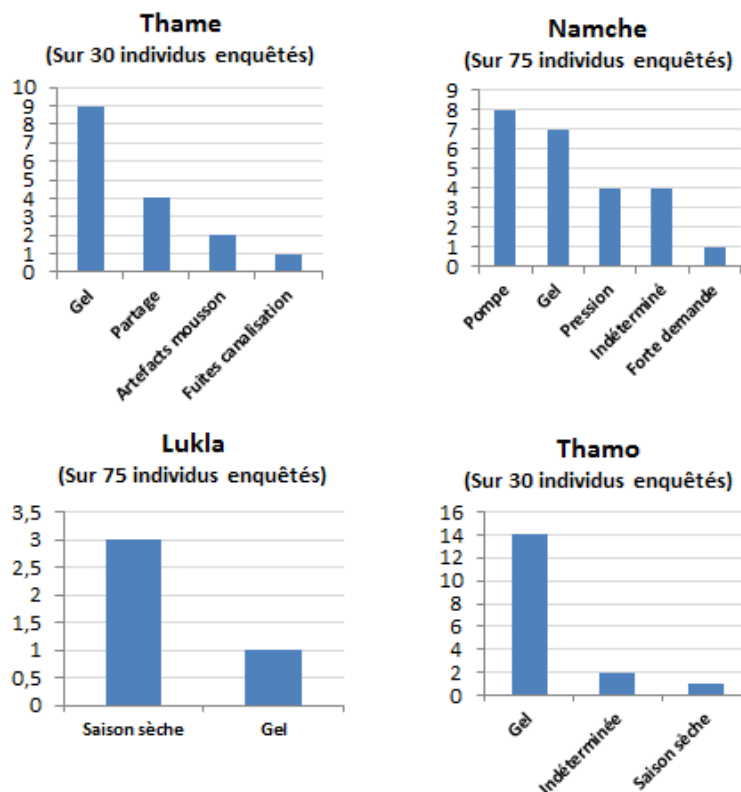 Thame
(Sur 30 individus enquêtés)
10
9
8
7
6
5
4
3
2
1
0
Gel
Partage
Artefacts mousson
Fuites canalisation
Namche
(Sur 75 individus enquêtés)
9
8
7
6
5
4
3
2
1
0
Pompe
Gel
Pression
Indéterminé
Forte demande
Lukla
(Sur 75 individus enquêtés)
3,5
3
2,5
2
1,5
1
0,5
0
Saison sèche
Gel
Thamo
(Sur 30 individus enquêtés)
16
14
12
10
8
6
4
2
0
Gel
Indéterminée
Saison sèche